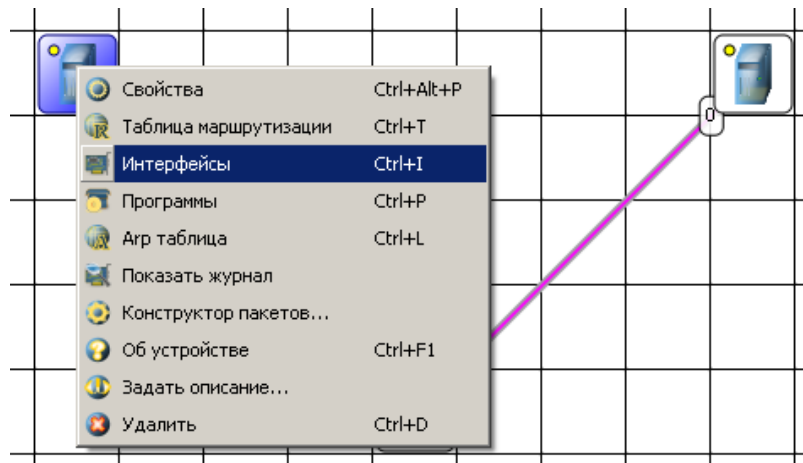 Свойства Ctrl+Alt+P
0
Таблица маршрутизации Ctrl+T
Интерфейсы Ctrl+I
Программы Ctrl+P
Arp таблица Ctrl+L
Показать журнал
Конструктор пакетов...
Об устройстве Ctrl+F1
Задать описание...
Удалить Ctrl+D